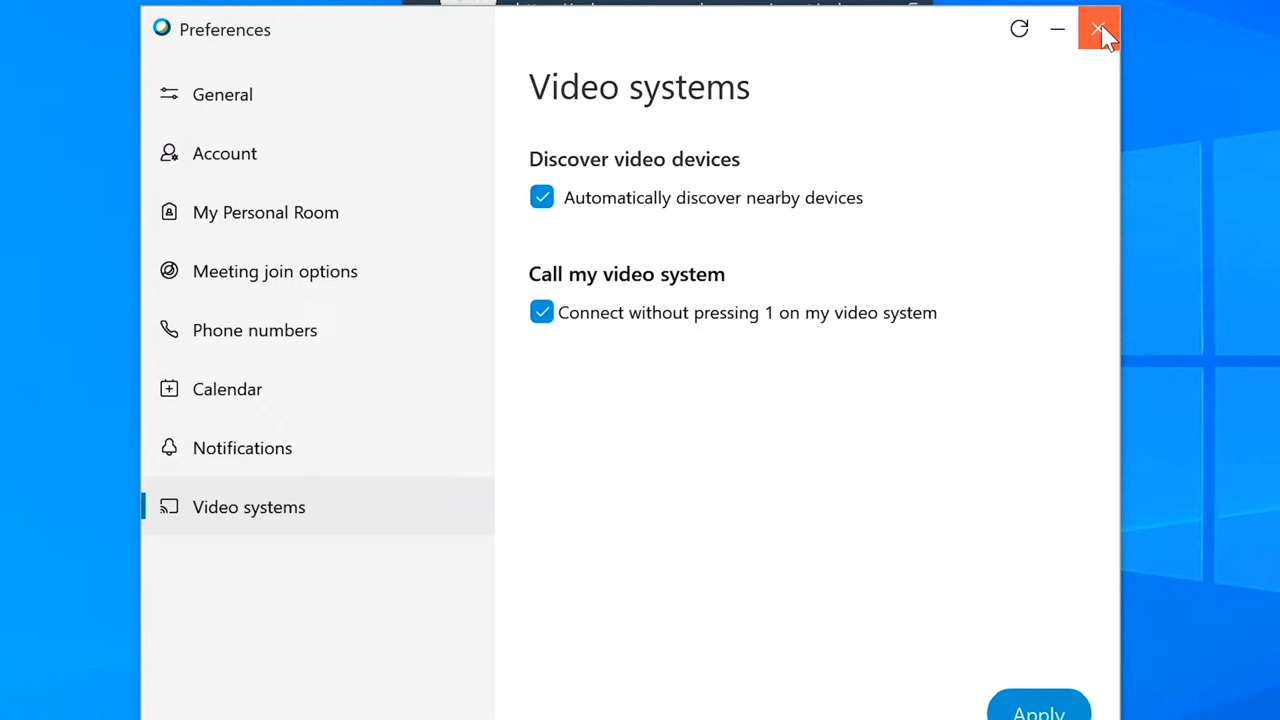 Preferences
General
Account
My Personal Room
Meeting join options
Phone numbers
Calendar
Notifications
Video systems
Video systems
Discover video devices
Automatically discover nearby devices
Call my video system
Connect without pressing 1 on my video system
Apply